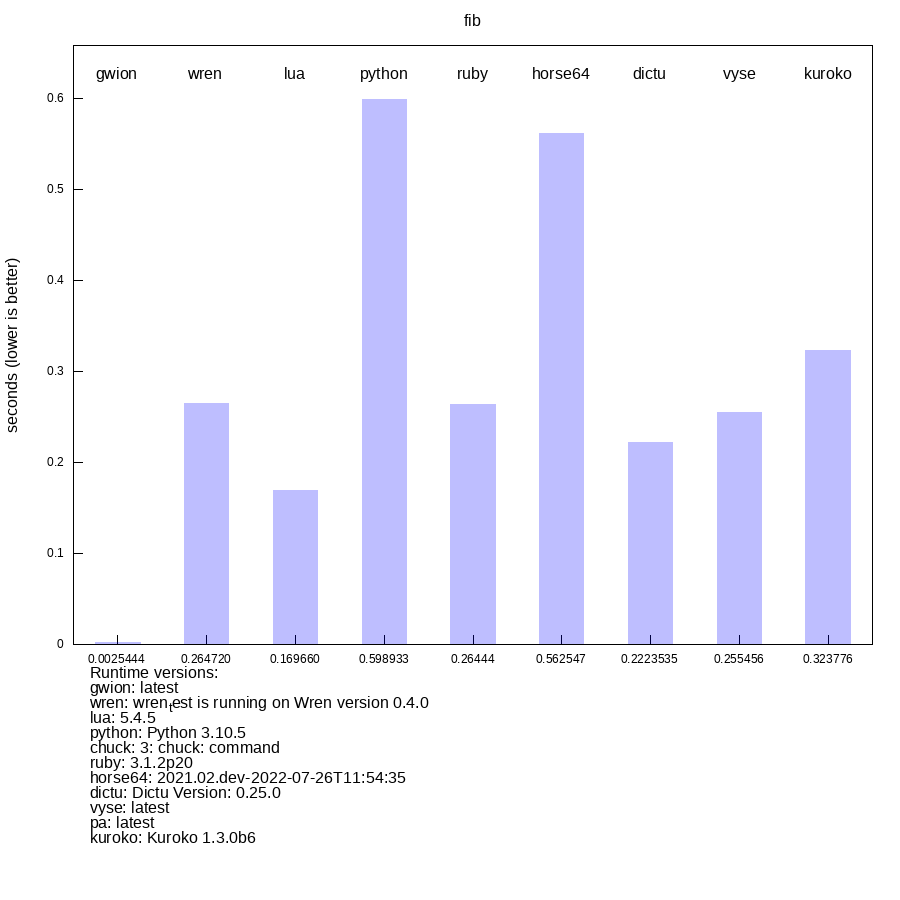 fib
gwion wren lua python ruby horse64 dictu vyse kuroko
0.6
0.5
0.4
0.3
0.2
0.1
0
seconds (lower is better)
0.0025444 0.264720 0.169660 0.598933 0.26444 0.562547 0.2223535 0.255456 0.323776
Runtime versions:
gwion: latest
wren: wrentest is running on Wren version 0.4.0
lua: 5.4.5
python: Python 3.10.5
chuck: 3: chuck: command
ruby: 3.1.2p20
horse64: 2021.02.dev-2022-07-26T11:54:35
dictu: Dictu Version: 0.25.0
vyse: latest
pa: latest
kuroko: Kuroko 1.3.0b6